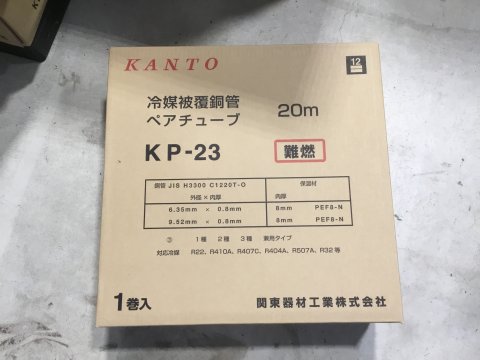 KANTO
12
冷媒被覆銅管
ペアチューブ
20m
KP-23
難燃
銅管 JIS H3300 C1220T-O
保温材
外径×肉厚
肉厚
6.35mm × 0.8mm
8mm PEF8-N
9.52mm × 0.8mm
8mm PEF8-N
1種 2種 3種 兼用タイプ
対応冷媒 R22、R410A、R407C、R404A、R507A、R32 等
1巻入
関東器材工業株式会社